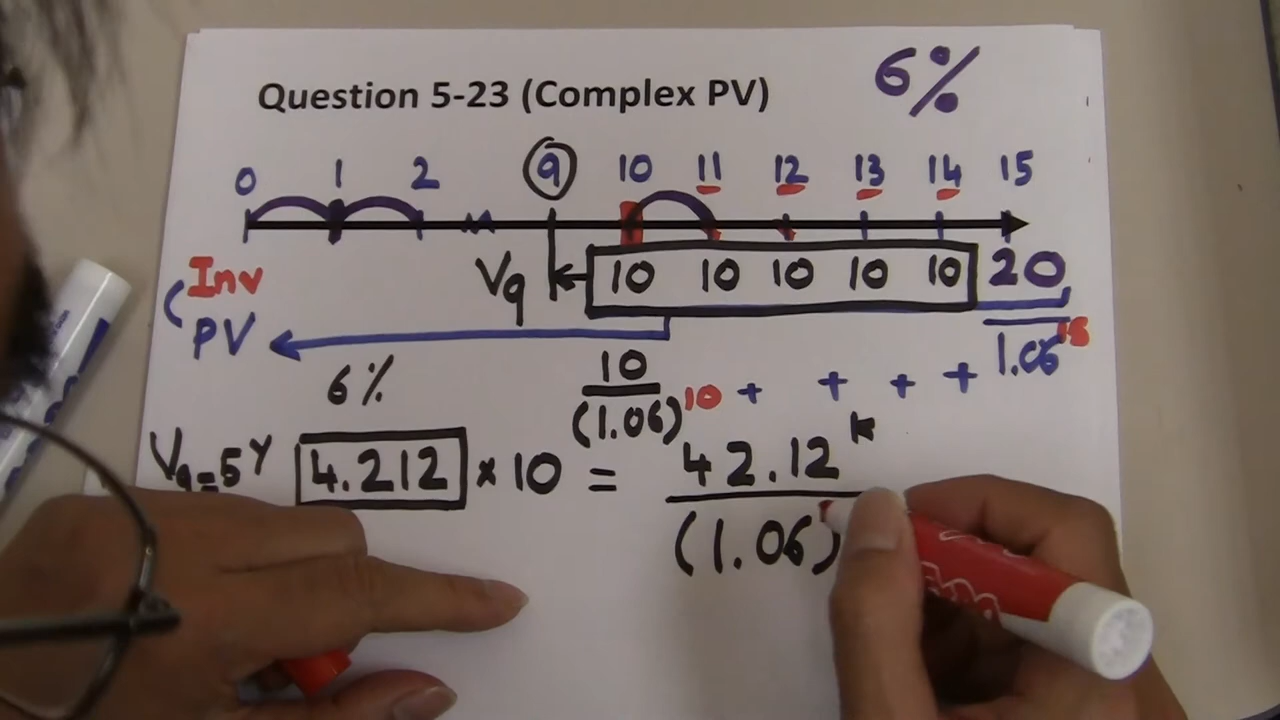 Question 5-23 (Complex PV)
6%
0 1 2 9 10 11 12 13 14 15
Inv V9 10 10 10 10 10 20
PV
6% 10/(1.06)^10 + + + + /1.06^15
V9=5Y 4.212 × 10 = 42.12K/(1.06)